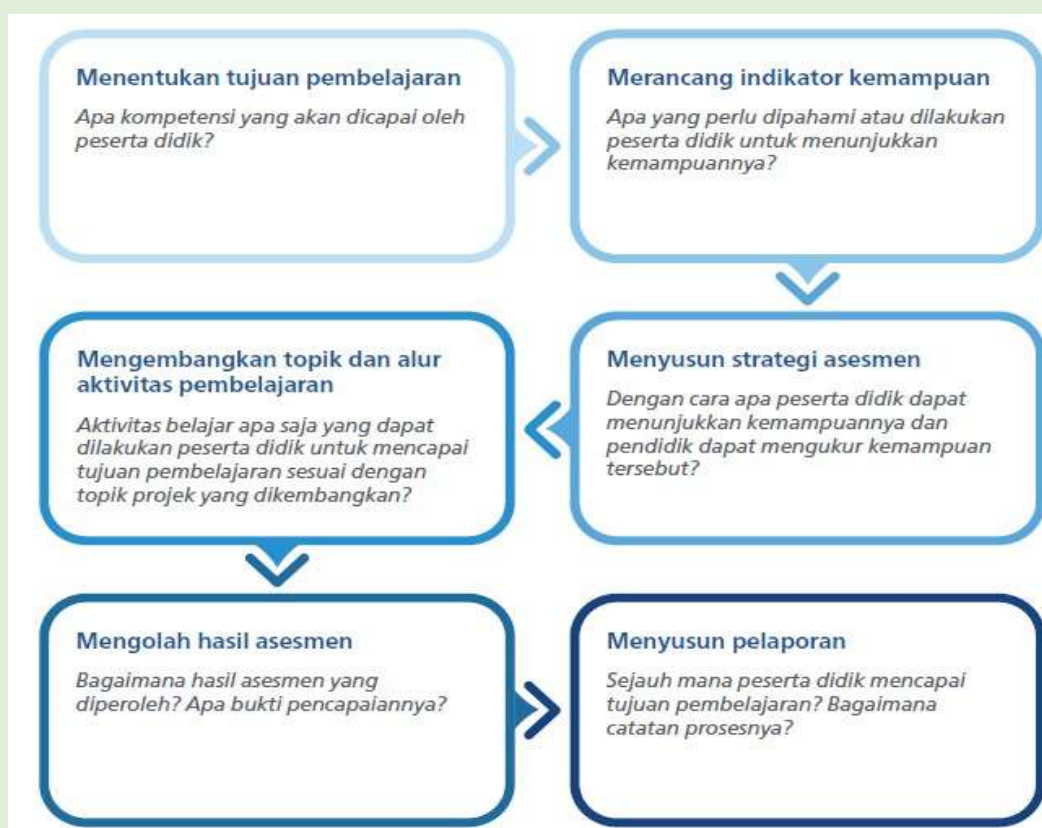 Menentukan tujuan pembelajaran
Apa kompetensi yang akan dicapai oleh
peserta didik?
Merancang indikator kemampuan
Apa yang perlu dipahami atau dilakukan
peserta didik untuk menunjukkan
kemampuannya?
Menyusun strategi asesmen
Dengan cara apa peserta didik dapat
menunjukkan kemampuannya dan
pendidik dapat mengukur kemampuan
tersebut?
Mengembangkan topik dan alur
aktivitas pembelajaran
Aktivitas belajar apa saja yang dapat
dilakukan peserta didik untuk mencapai
tujuan pembelajaran sesuai dengan
topik projek yang dikembangkan?
Mengolah hasil asesmen
Bagaimana hasil asesmen yang
diperoleh? Apa bukti pencapaiannya?
Menyusun pelaporan
Sejauh mana peserta didik mencapai
tujuan pembelajaran? Bagaimana
catatan prosesnya?